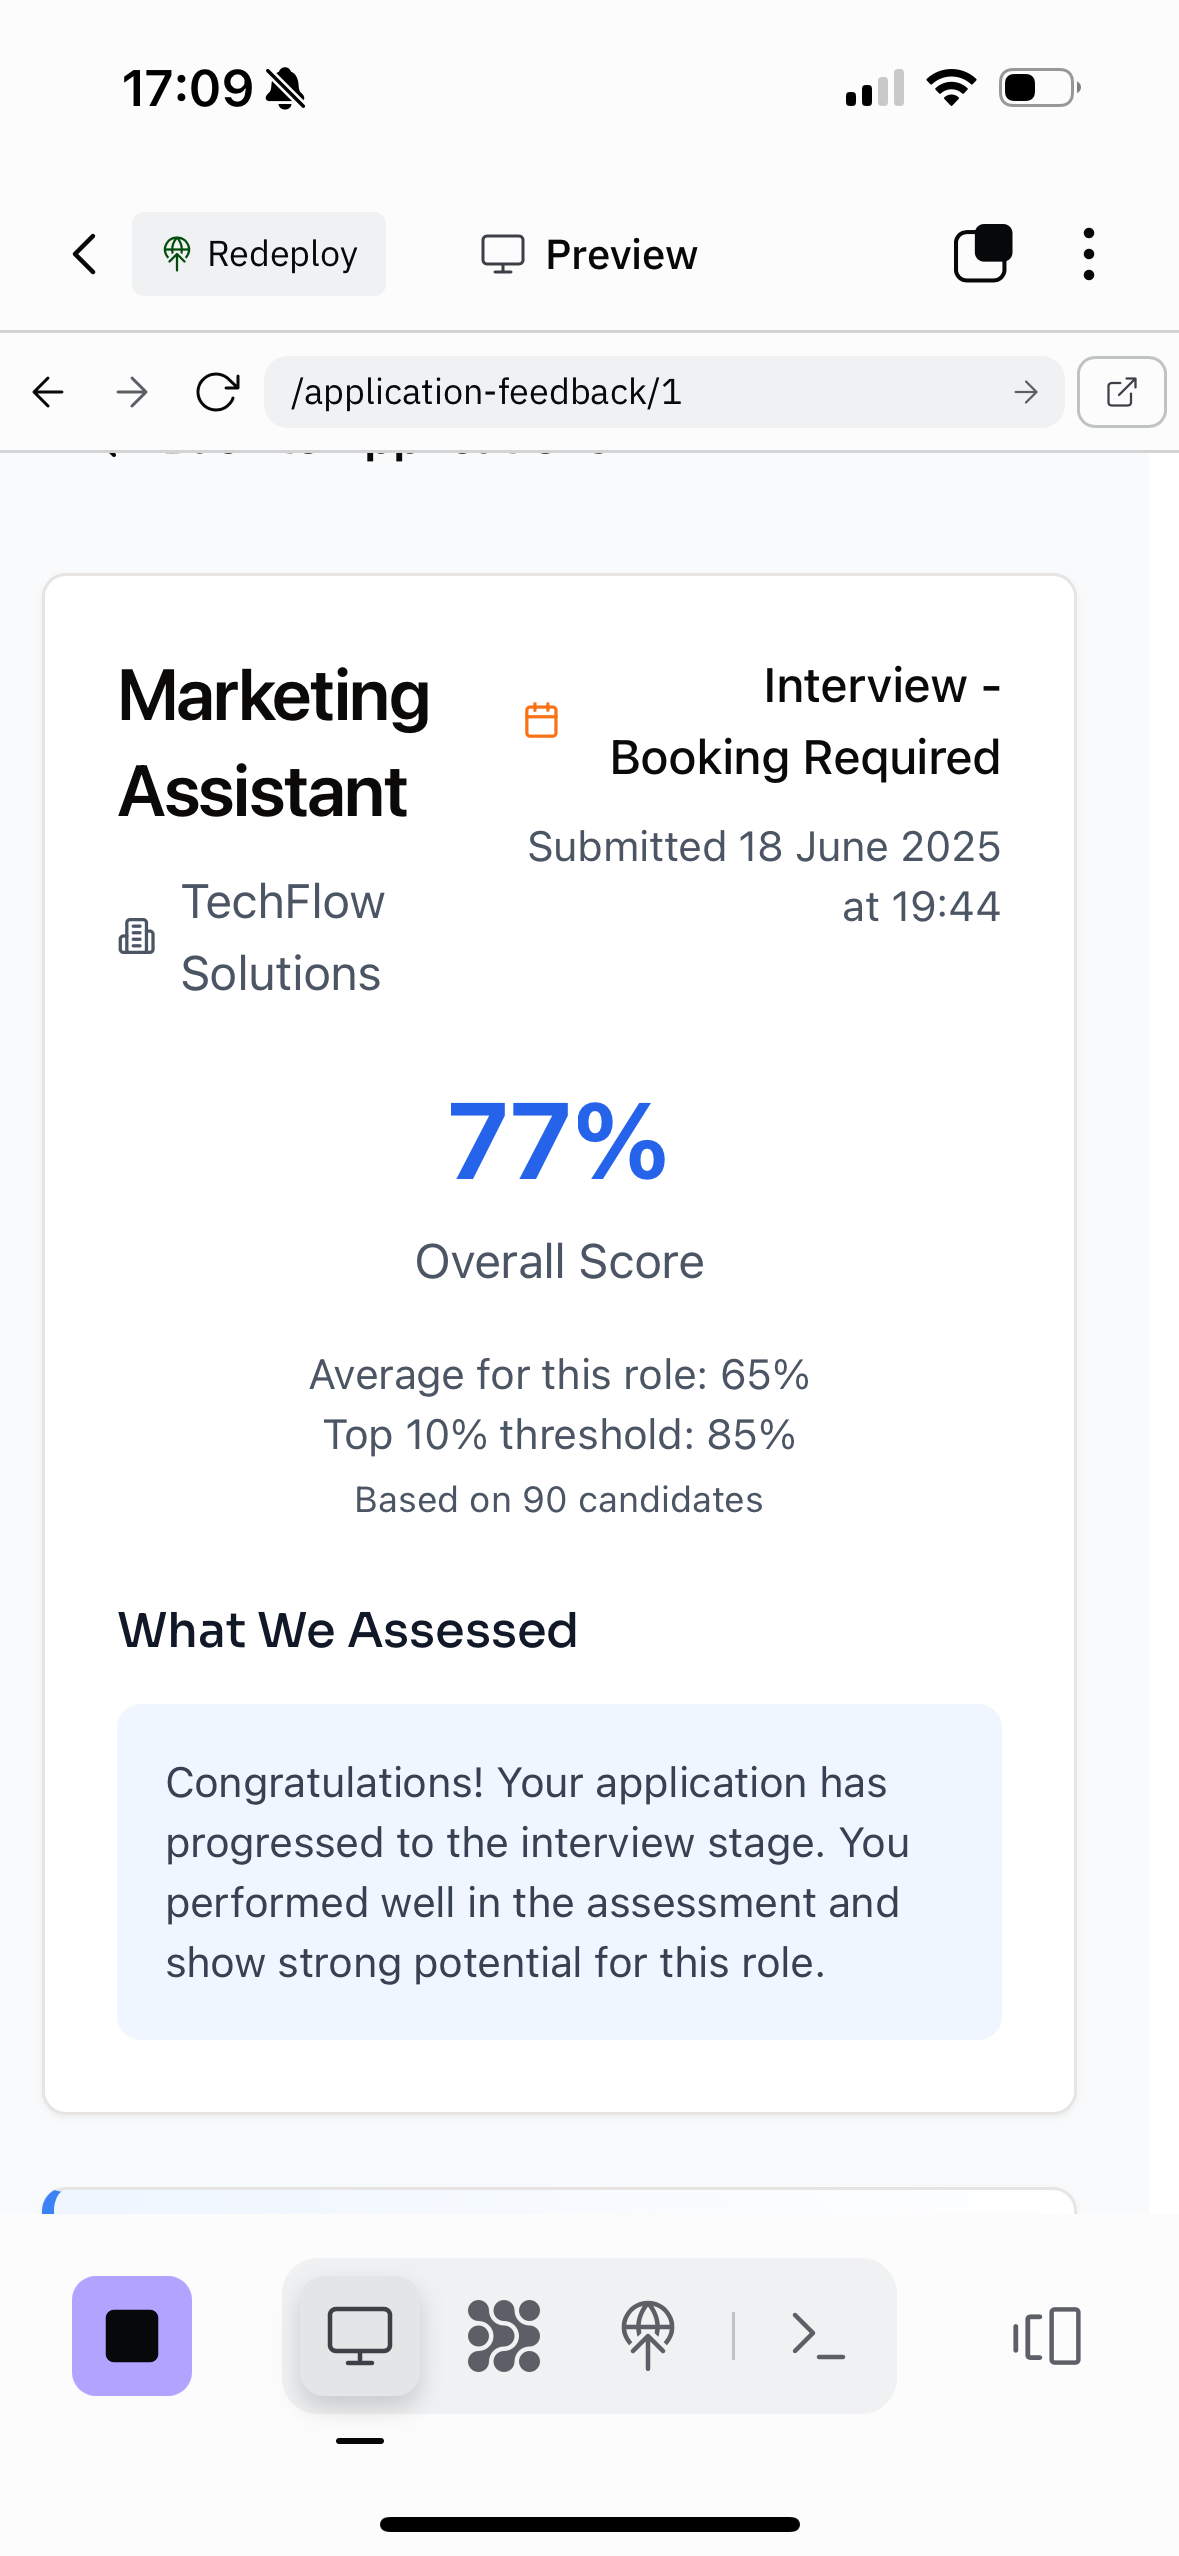 17:09
Redeploy
Preview
/application-feedback/1
Marketing
Assistant
TechFlow
Solutions
Interview -
Booking Required
Submitted 18 June 2025
at 19:44
77%
Overall Score
Average for this role: 65%
Top 10% threshold: 85%
Based on 90 candidates
What We Assessed
Congratulations! Your application has
progressed to the interview stage. You
performed well in the assessment and
show strong potential for this role.